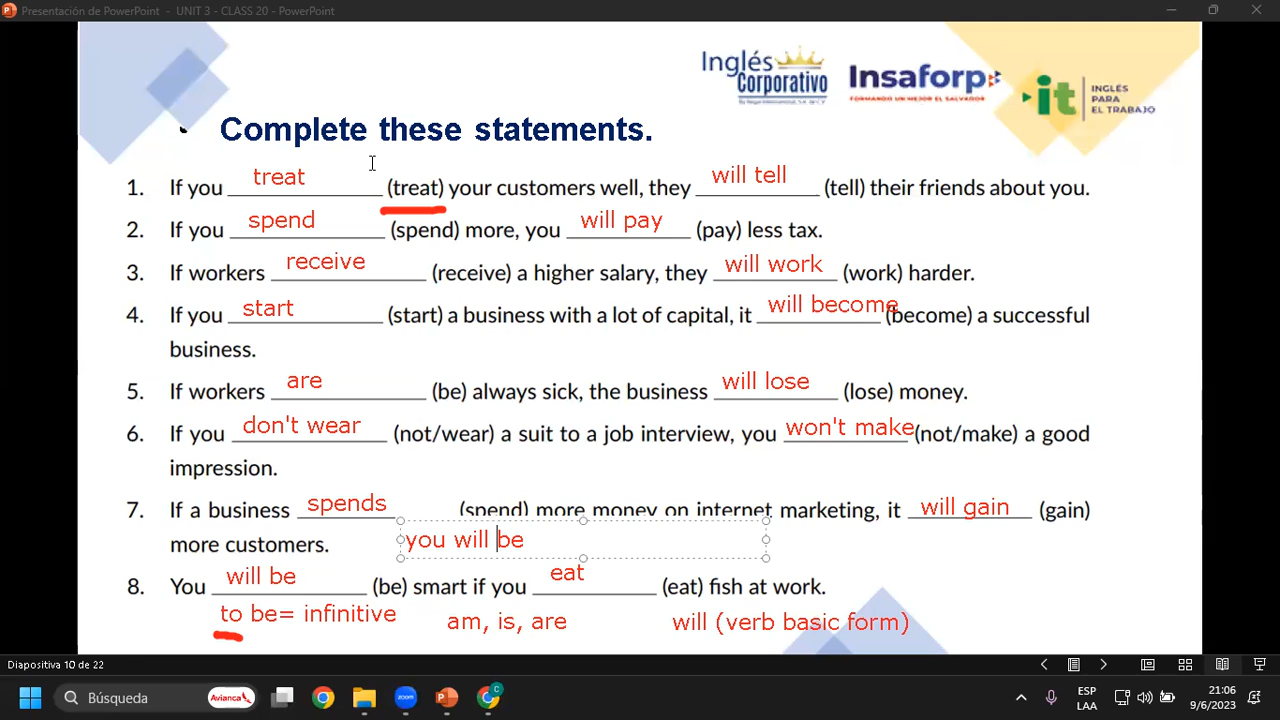 Presentación de PowerPoint - UNIT 3 - CLASS 20 - PowerPoint
Inglés Corporativo
Insaforp
FORMANDO UN MEJOR EL SALVADOR
it INGLÉS PARA EL TRABAJO
• Complete these statements.
1. If you treat (treat) your customers well, they will tell (tell) their friends about you.
2. If you spend (spend) more, you will pay (pay) less tax.
3. If workers receive (receive) a higher salary, they will work (work) harder.
4. If you start (start) a business with a lot of capital, it will become (become) a successful
business.
5. If workers are (be) always sick, the business will lose (lose) money.
6. If you don't wear (not/wear) a suit to a job interview, you won't make (not/make) a good
impression.
7. If a business spends (spend) more money on internet marketing, it will gain (gain)
more customers. you will be
8. You will be (be) smart if you eat (eat) fish at work.
to be= infinitive am, is, are will (verb basic form)
Diapositiva 10 de 22
Búsqueda Avianca zoom C ESP LAA 21:06 9/6/2023